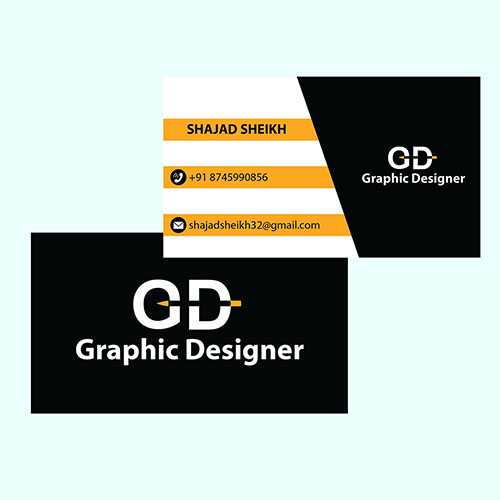 SHAJAD SHEIKH
+91 8745990856
shajadsheikh32@gmail.com
GD
Graphic Designer
GD
Graphic Designer